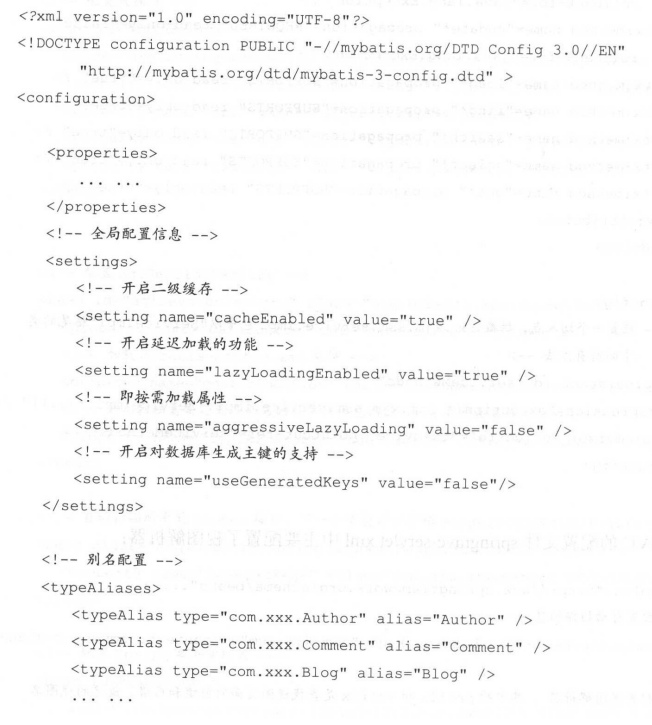 <?xml version="1.0" encoding="UTF-8"?>
<!DOCTYPE configuration PUBLIC "-//mybatis.org/DTD Config 3.0//EN"
"http://mybatis.org/dtd/mybatis-3-config.dtd" >
<configuration>
<properties>
... ...
</properties>
<!-- 全局配置信息 -->
<settings>
<!-- 开启二级缓存 -->
<setting name="cacheEnabled" value="true" />
<!-- 开启延迟加载的功能 -->
<setting name="lazyLoadingEnabled" value="true" />
<!-- 即按需加载属性 -->
<setting name="aggressiveLazyLoading" value="false" />
<!-- 开启对数据库生成主键的支持 -->
<setting name="useGeneratedKeys" value="false"/>
</settings>
<!-- 别名配置 -->
<typeAliases>
<typeAlias type="com.xxx.Author" alias="Author" />
<typeAlias type="com.xxx.Comment" alias="Comment" />
<typeAlias type="com.xxx.Blog" alias="Blog" />
... ...